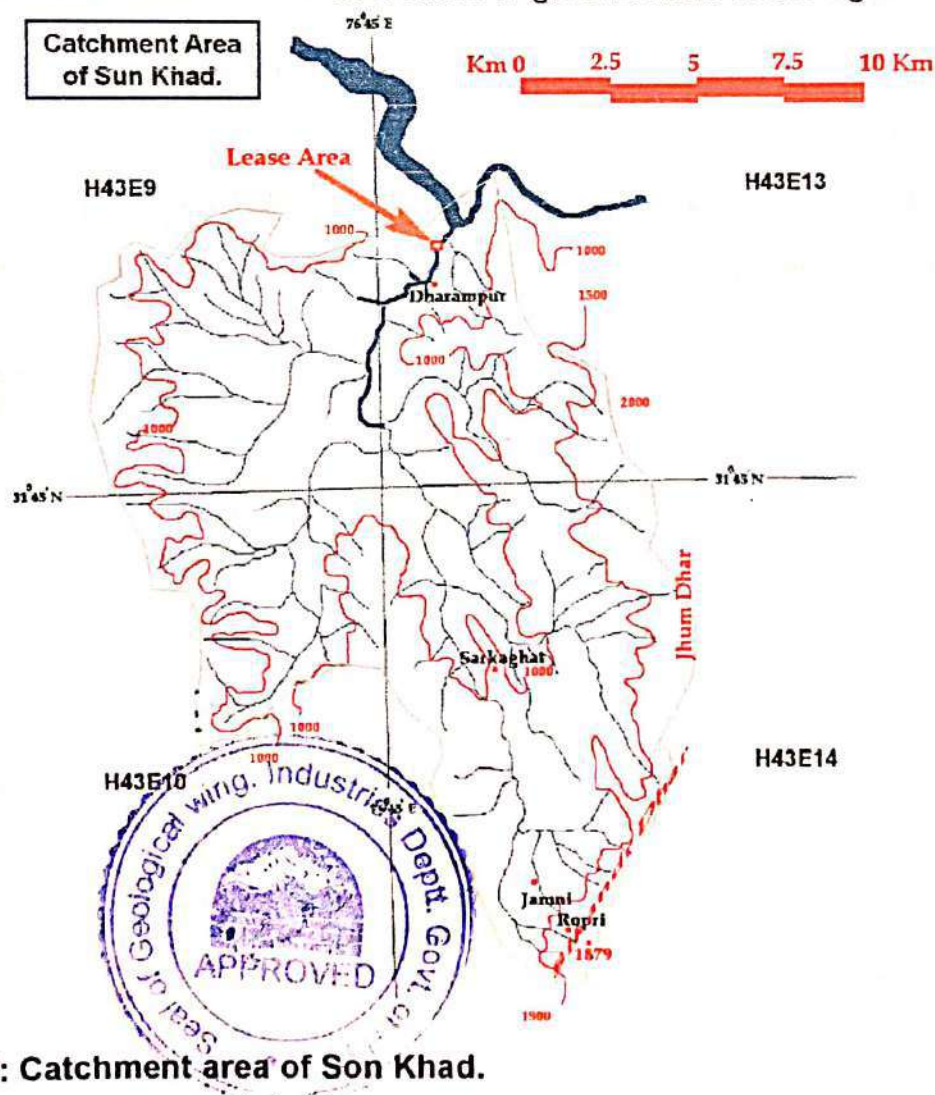 76°45' E
Catchment Area
of Sun Khad.
Km 0 2.5 5 7.5 10 Km
Lease Area
H43E9
H43E13
1000
1000
Dharampur
1500
1000
2000
1000
31°45' N
31°45' N
Jhum Dhar
Sarkaghat
1000
1000
1000
H43E10
H43E14
Seal of Geological wing, Industries Deptt. Govt. of
APPROVED
Jamni
Ropri
1879
1900
: Catchment area of Son Khad.